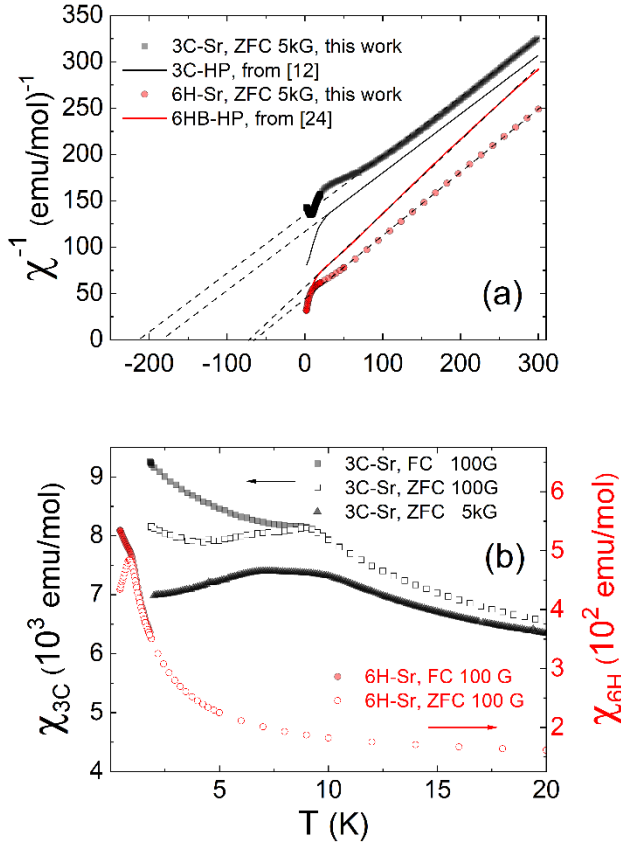 (a)
3C-Sr, ZFC 5kG, this work
3C-HP, from [12]
6H-Sr, ZFC 5kG, this work
6HB-HP, from [24]
350
300
250
200
150
100
50
0
χ⁻¹ (emu/mol)⁻¹
-200 -100 0 100 200 300
(a)
3C-Sr, FC 100G
3C-Sr, ZFC 100G
3C-Sr, ZFC 5kG
(b)
6H-Sr, FC 100 G
6H-Sr, ZFC 100 G
9
8
7
6
5
4
χ3C (10³ emu/mol)
6
5
4
3
2
1
χ6H (10² emu/mol)
5 10 15 20
T (K)